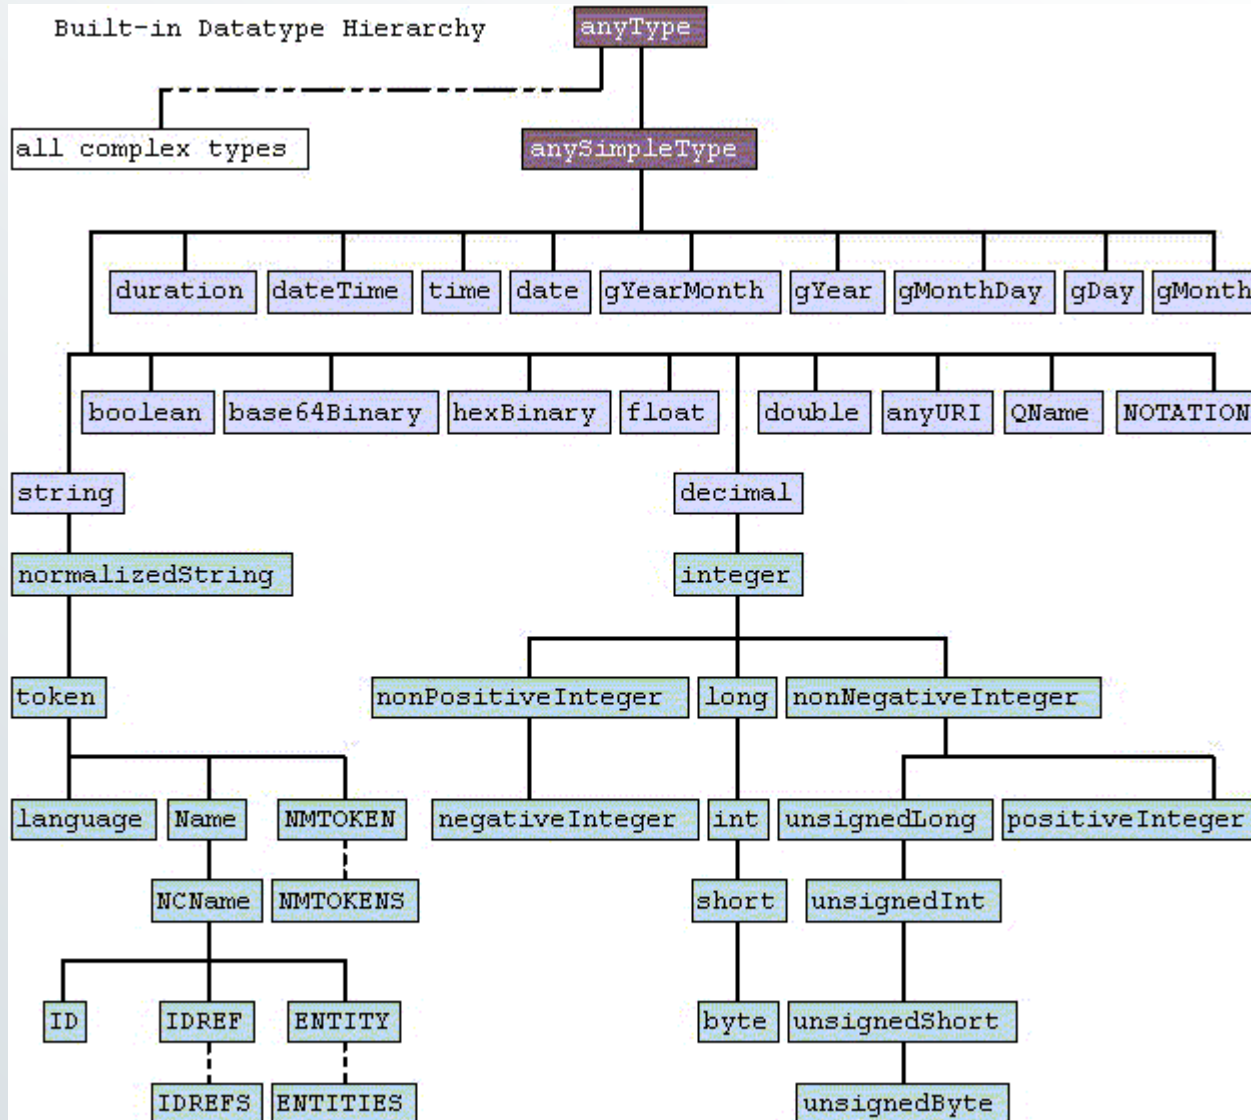 Built-in Datatype Hierarchy anyType
all complex types anySimpleType
duration dateTime time date gYearMonth gYear gMonthDay gDay gMonth
boolean base64Binary hexBinary float double anyURI QName NOTATION
string decimal
normalizedString integer
token nonPositiveInteger long nonNegativeInteger
language Name NMTOKEN negativeInteger int unsignedLong positiveInteger
NCName NMTOKENS short unsignedInt
ID IDREF ENTITY byte unsignedShort
IDREFS ENTITIES unsignedByte